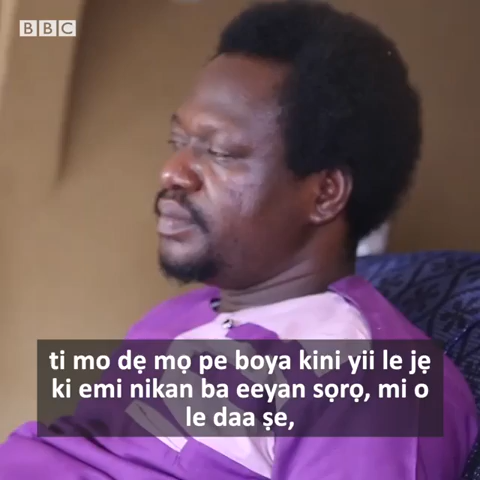 BBC
ti mo dẹ mọ pe boya kini yii le jẹ
ki emi nikan ba eeyan sọrọ, mi o
le daa ṣe,